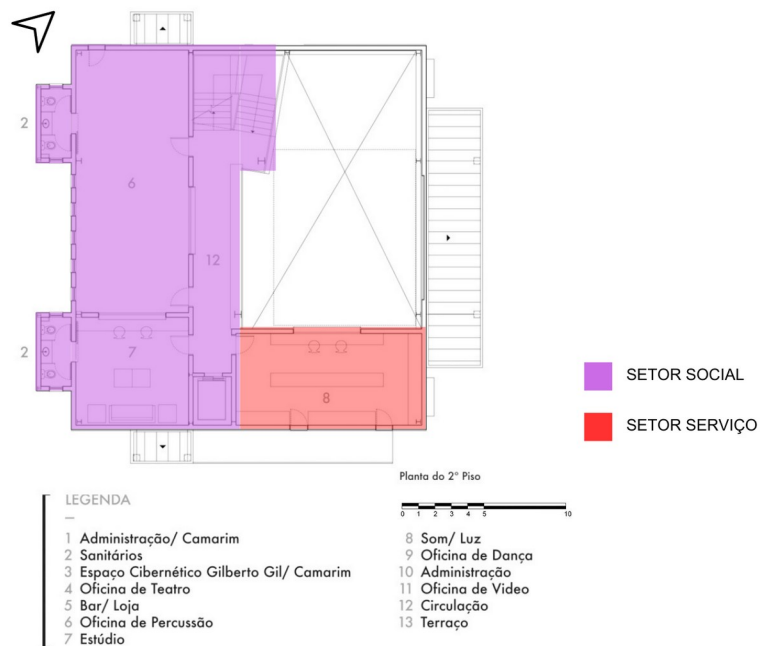 2
6
12
2
7
8
SETOR SOCIAL
SETOR SERVIÇO
Planta do 2° Piso
0 1 2 3 4 5 10
LEGENDA
1 Administração/ Camarim
2 Sanitários
3 Espaço Cibernético Gilberto Gil/ Camarim
4 Oficina de Teatro
5 Bar/ Loja
6 Oficina de Percussão
7 Estúdio
8 Som/ Luz
9 Oficina de Dança
10 Administração
11 Oficina de Video
12 Circulação
13 Terraço